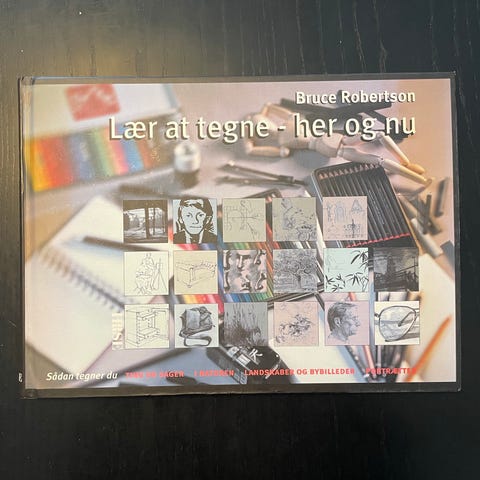 Bruce Robertson
Lær at tegne - her og nu
Sådan tegner du TING OG SAGER I NATUREN LANDSKABER OG BYBILLEDER PORTRÆTTER